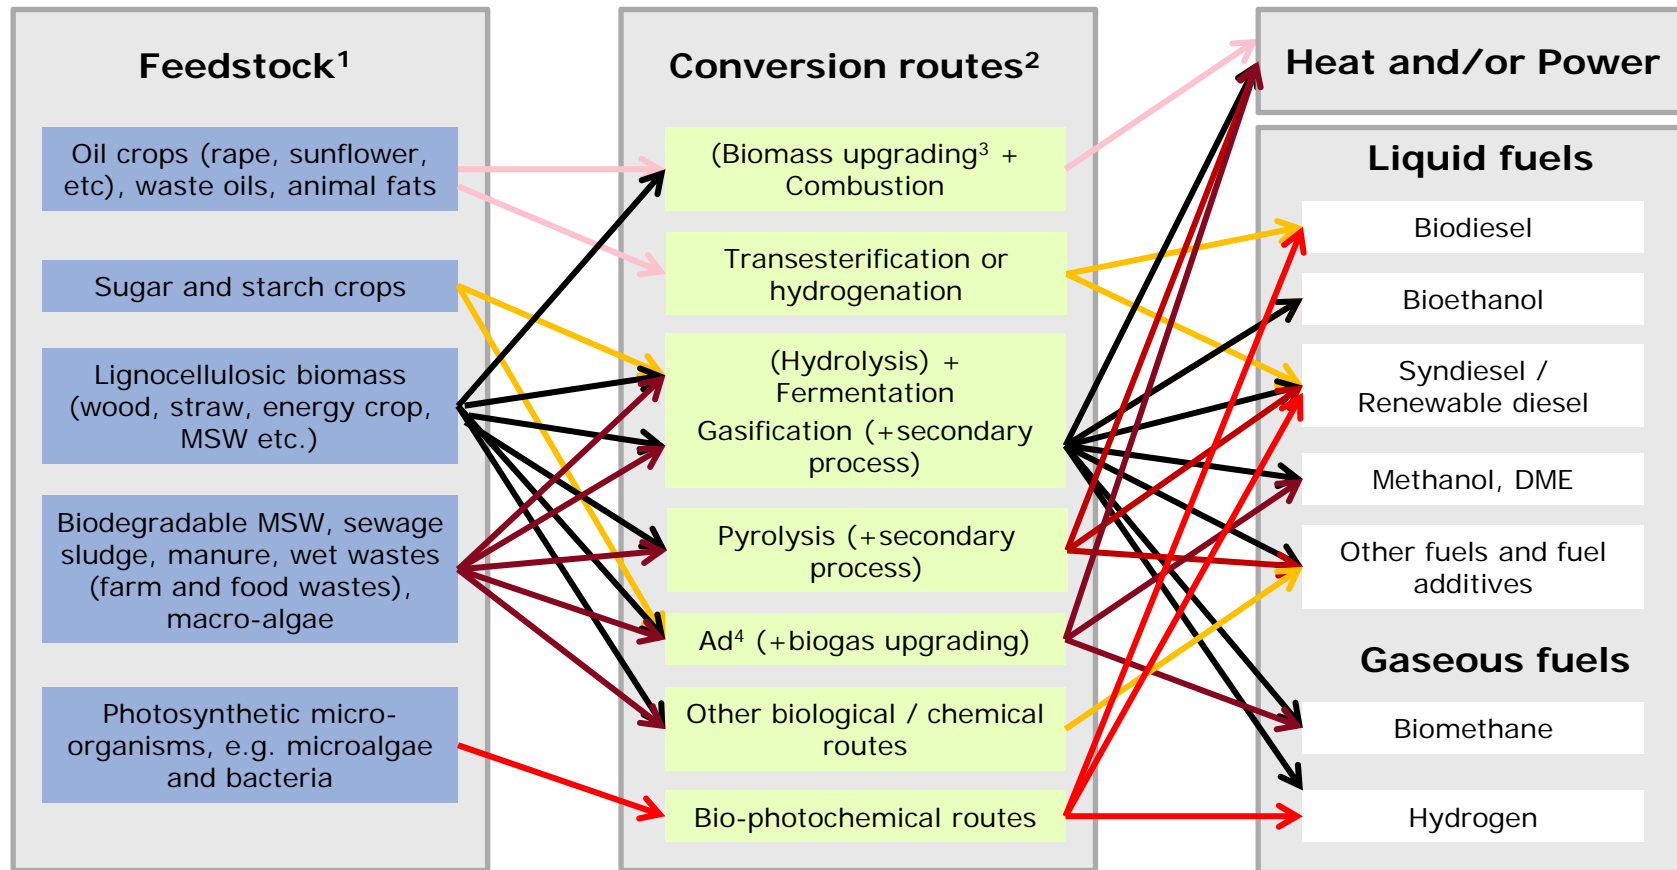 Feedstock¹
Oil crops (rape, sunflower,
etc), waste oils, animal fats
Sugar and starch crops
Lignocellulosic biomass
(wood, straw, energy crop,
MSW etc.)
Biodegradable MSW, sewage
sludge, manure, wet wastes
(farm and food wastes),
macro-algae
Photosynthetic micro-
organisms, e.g. microalgae
and bacteria
Conversion routes²
(Biomass upgrading³ +
Combustion
Transesterification or
hydrogenation
(Hydrolysis) +
Fermentation
Gasification (+secondary
process)
Pyrolysis (+secondary
process)
Ad⁴ (+biogas upgrading)
Other biological / chemical
routes
Bio-photochemical routes
Heat and/or Power
Liquid fuels
Biodiesel
Bioethanol
Syndiesel /
Renewable diesel
Methanol, DME
Other fuels and fuel
additives
Gaseous fuels
Biomethane
Hydrogen